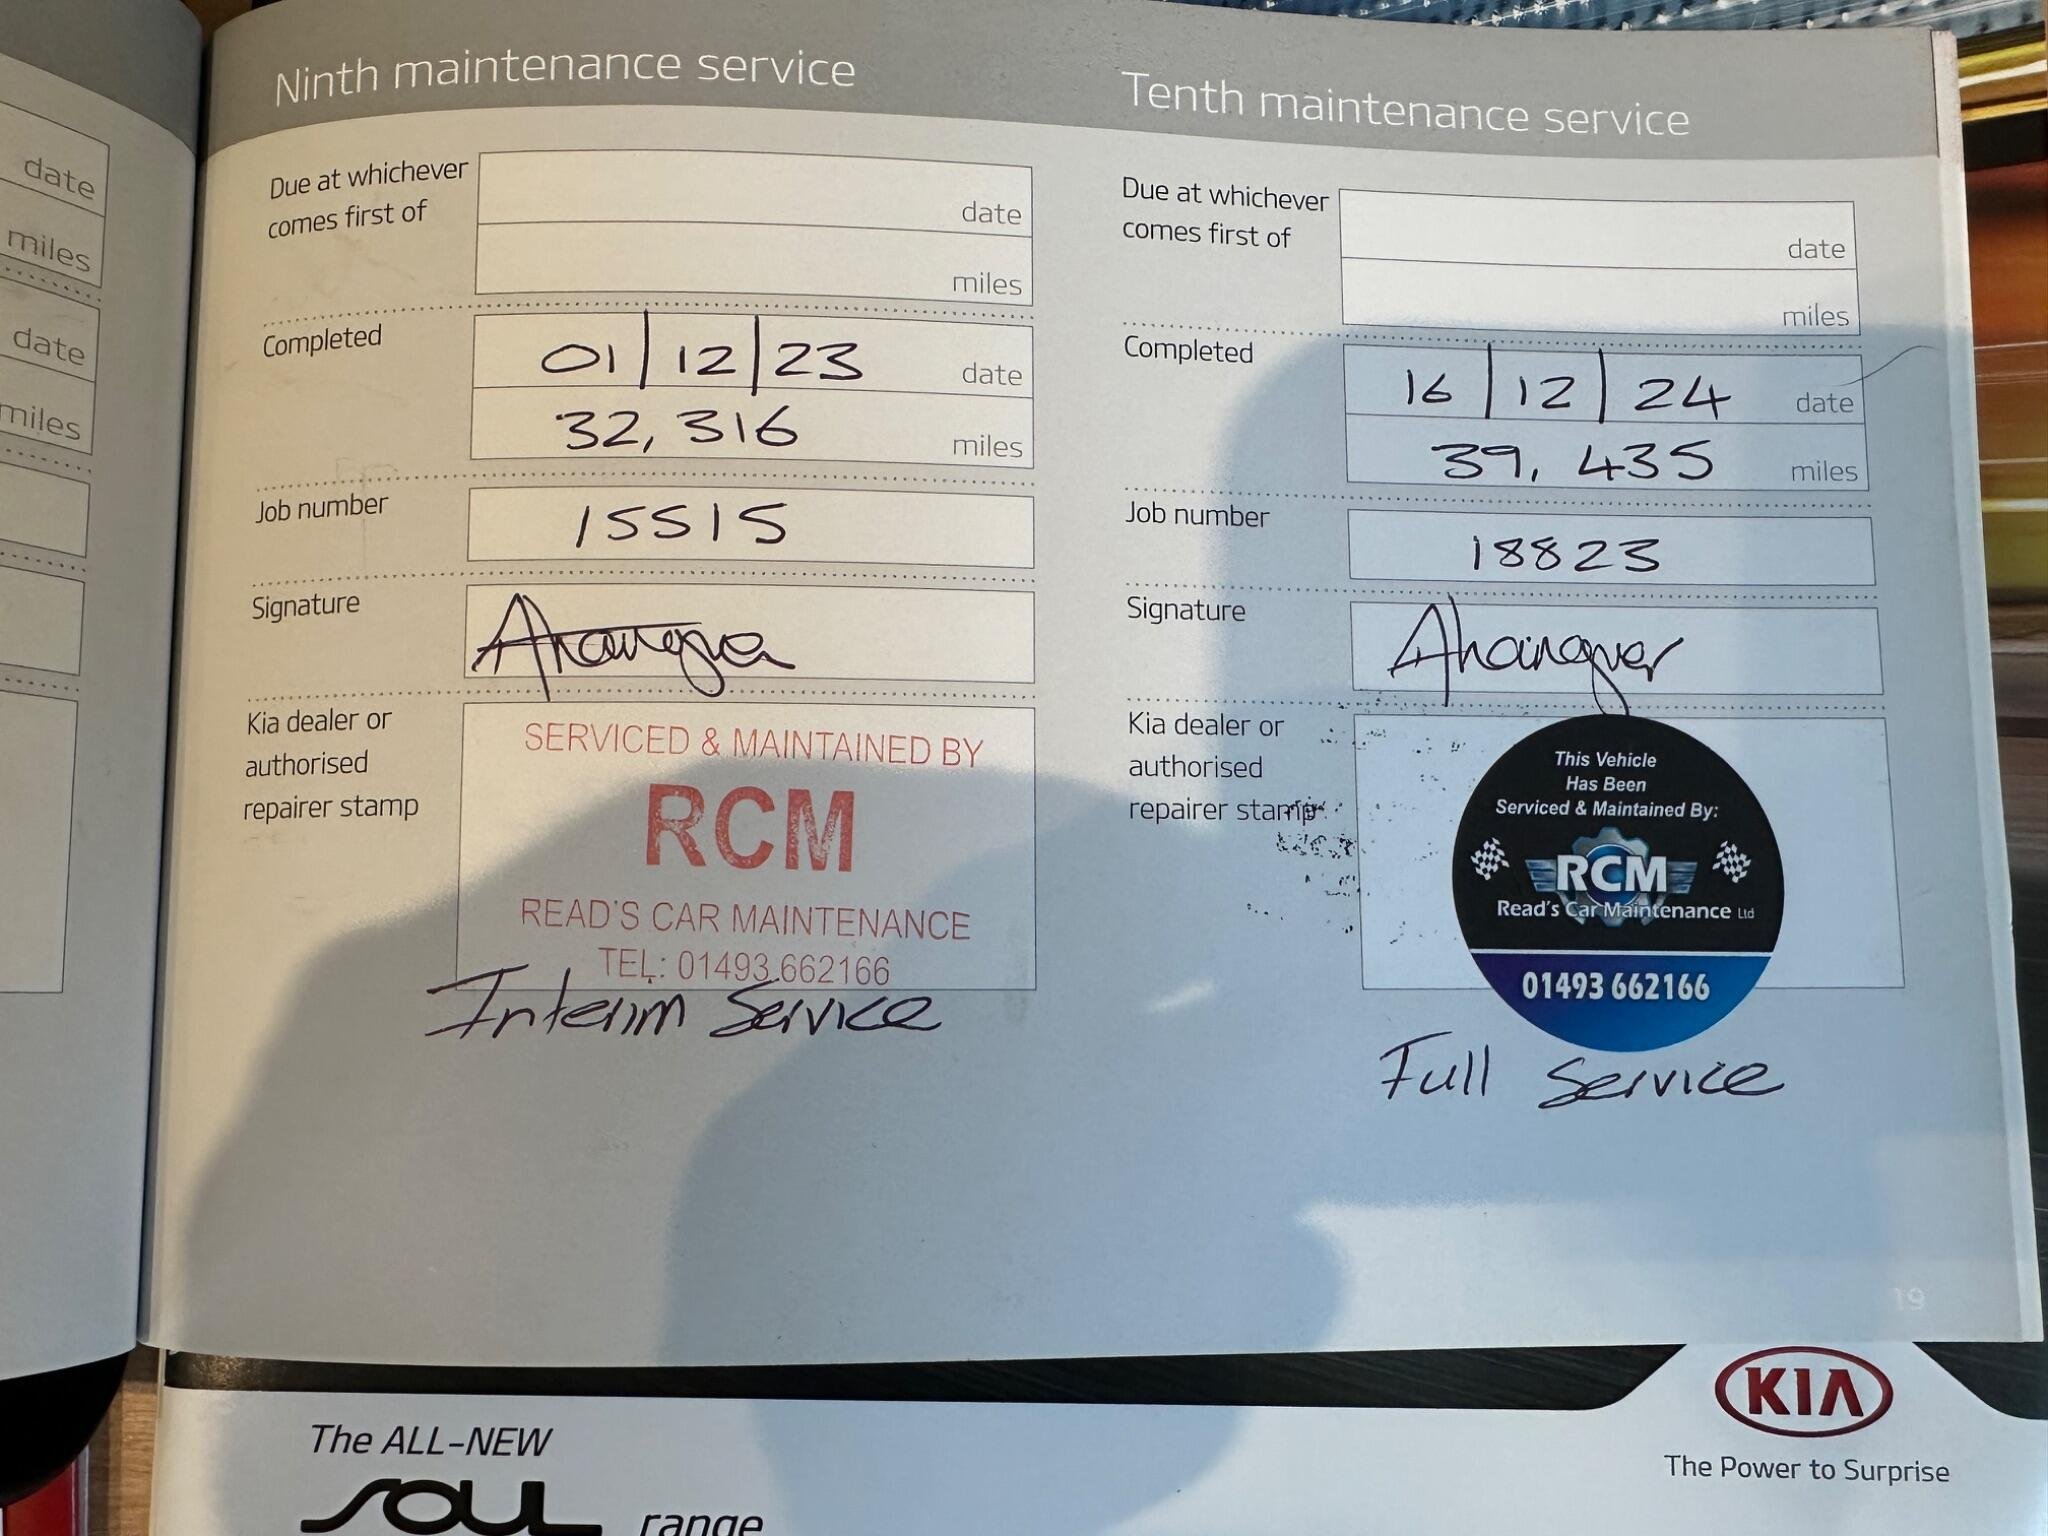 date
miles
date
miles
Ninth maintenance service
Due at whichever
comes first of
date
miles
Completed
01/12/23 date
32,316 miles
Job number
15515
Signature
Kia dealer or
authorised
repairer stamp
SERVICED & MAINTAINED BY
RCM
READ'S CAR MAINTENANCE
TEL: 01493 662166
Interim Service
Tenth maintenance service
Due at whichever
comes first of
date
miles
Completed
16/12/24 date
39,435 miles
Job number
18823
Signature
Kia dealer or
authorised
repairer stamp
This Vehicle
Has Been
Serviced & Maintained By:
RCM
Read's Car Maintenance Ltd
01493 662166
Full Service
19
KIA
The Power to Surprise
The ALL-NEW
SOUL range